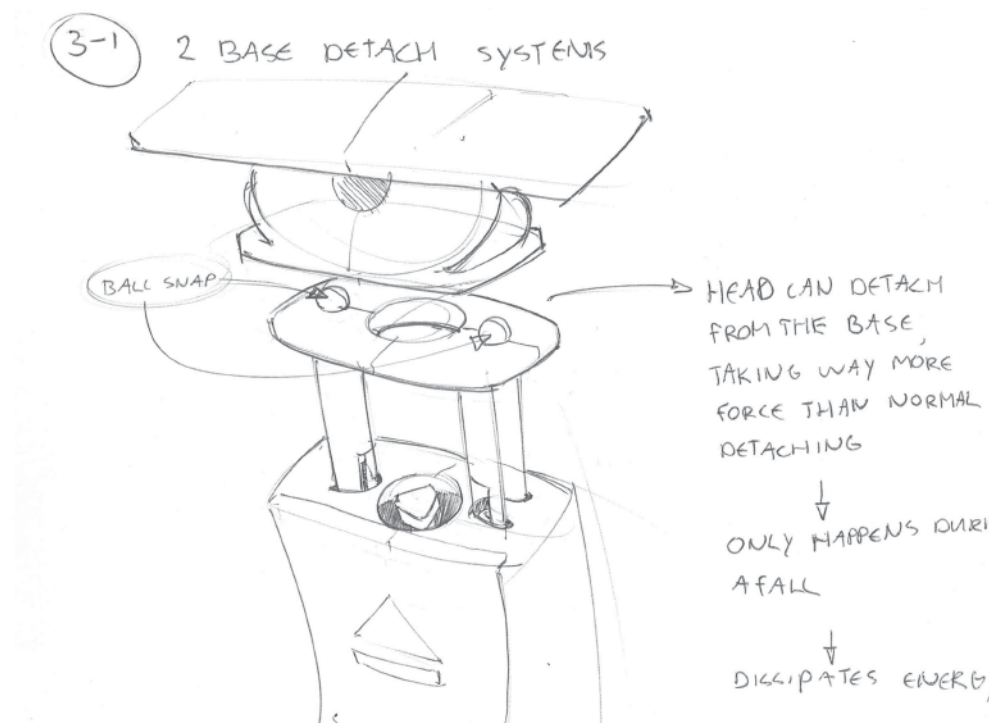 3-1
2 BASE DETACH SYSTEMS
BALL SNAP
HEAD CAN DETACH
FROM THE BASE,
TAKING WAY MORE
FORCE THAN NORMAL
DETACHING
ONLY HAPPENS DURI
A FALL
DISSIPATES ENERG